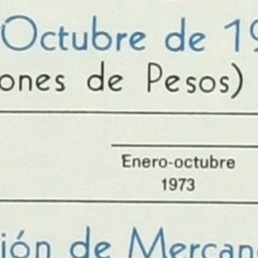 Octubre de 19
ones de Pesos)
Enero-octubre
1973
ión de Mercan